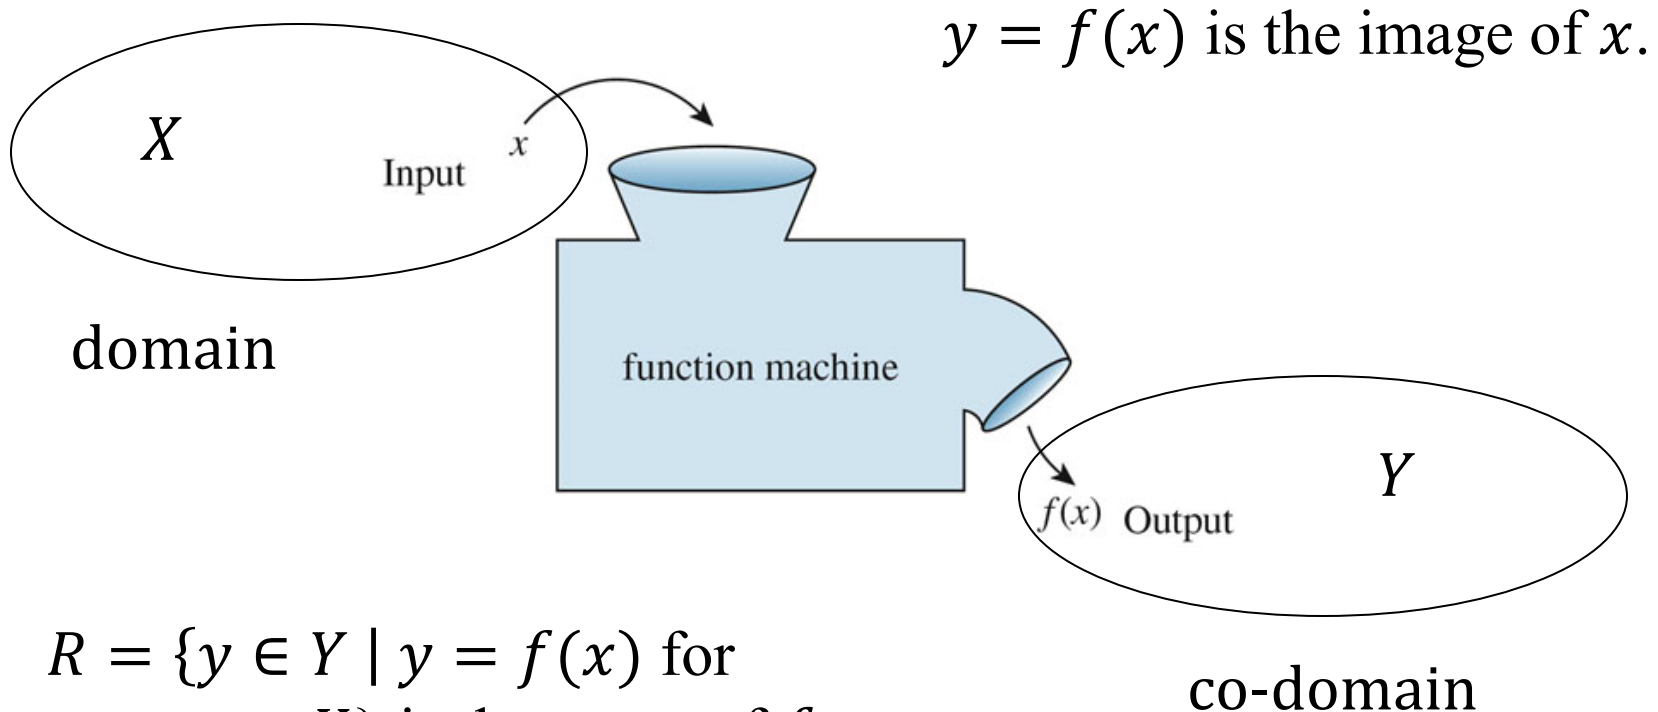 y = f(x) is the image of x.
X
x
Input
domain
function machine
Y
f(x) Output
R = {y ∈ Y | y = f(x) for
co-domain